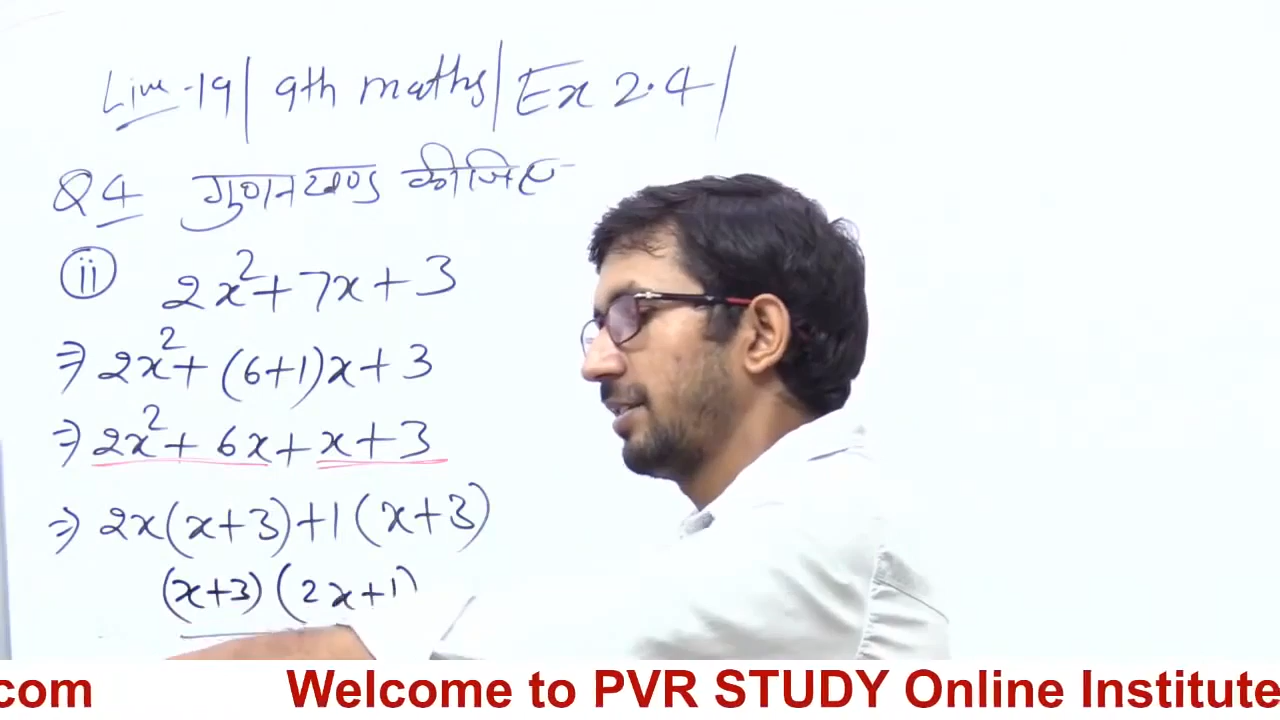 Live-19 | 9th maths | Ex 2.4 |
Q4 गुणनखण्ड कीजिए
ii 2x²+7x+3
⇒ 2x²+(6+1)x+3
⇒ 2x²+6x+x+3
⇒ 2x(x+3)+1(x+3)
(x+3)(2x+1)
com Welcome to PVR STUDY Online Institute